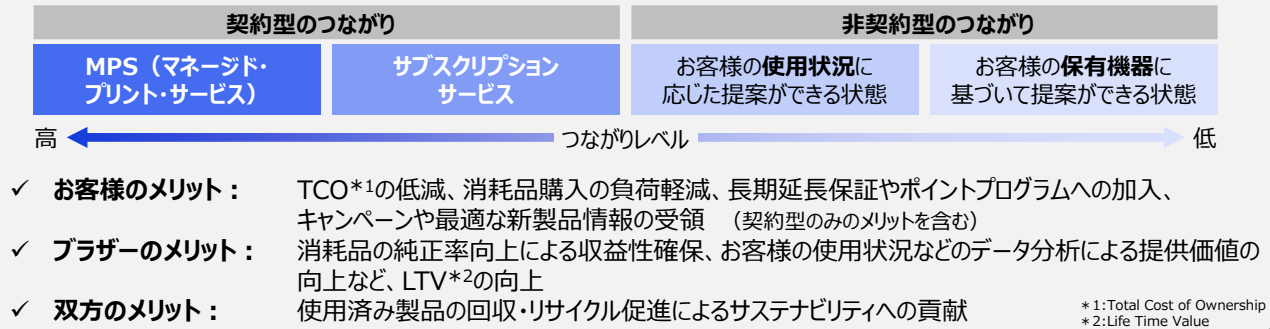 契約型のつながり 非契約型のつながり
MPS（マネージド・
プリント・サービス）
サブスクリプション
サービス
お客様の使用状況に
応じた提案ができる状態
お客様の保有機器に
基づいて提案ができる状態
高 つながりレベル 低
✓ お客様のメリット： TCO*1の低減、消耗品購入の負荷軽減、長期延長保証やポイントプログラムへの加入、
キャンペーンや最適な新製品情報の受領 （契約型のみのメリットを含む）
✓ ブラザーのメリット： 消耗品の純正率向上による収益性確保、お客様の使用状況などのデータ分析による提供価値の
向上など、LTV*2の向上
✓ 双方のメリット： 使用済み製品の回収・リサイクル促進によるサステナビリティへの貢献
*1:Total Cost of Ownership
*2:Life Time Value